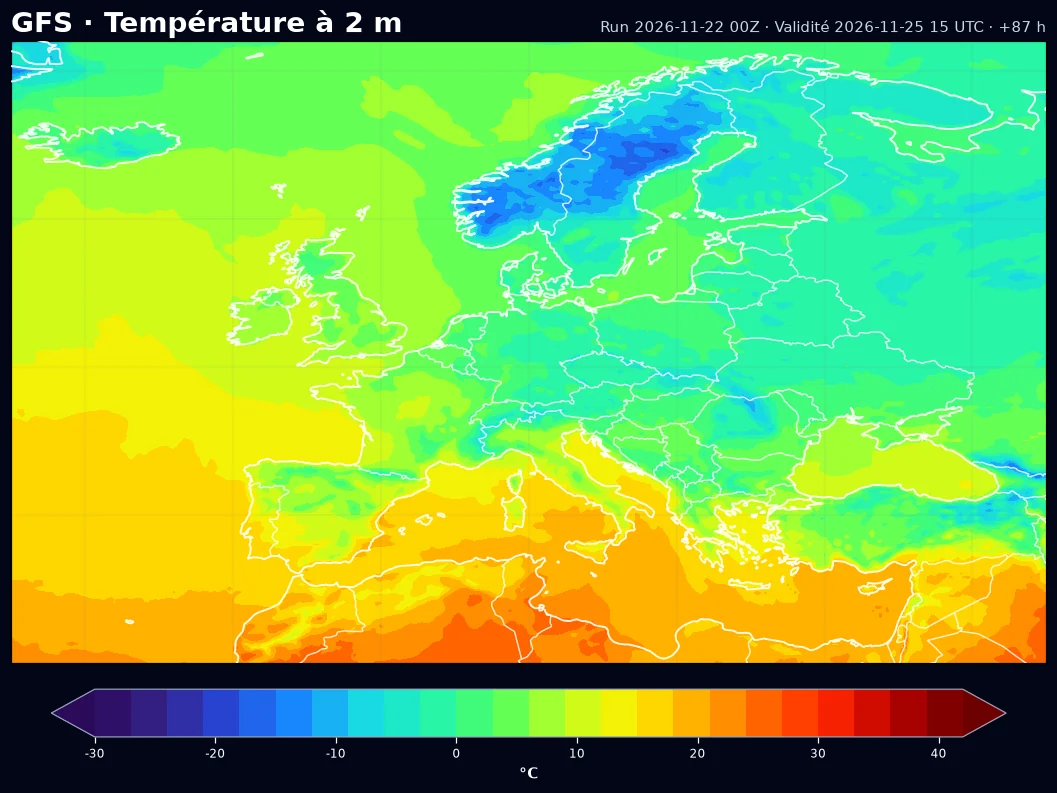 GFS · Température à 2 m
Run 2026-11-22 00Z · Validité 2026-11-25 15 UTC · +87 h
-30 -20 -10 0 10 20 30 40
°C